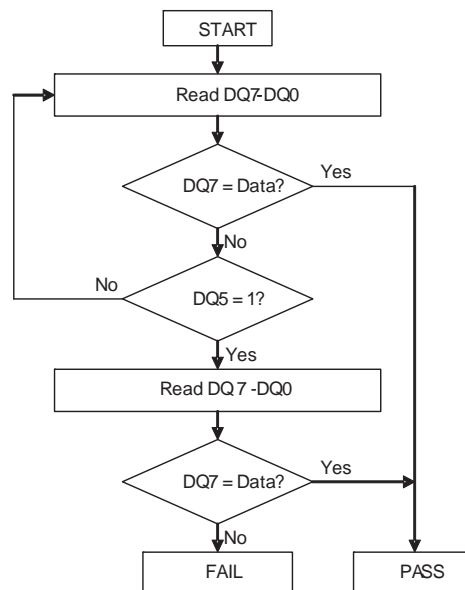 START
Read DQ7-DQ0
DQ7 = Data?
Yes
No
No
DQ5 = 1?
Yes
Read DQ 7 -DQ0
DQ7 = Data?
Yes
No
FAIL
PASS